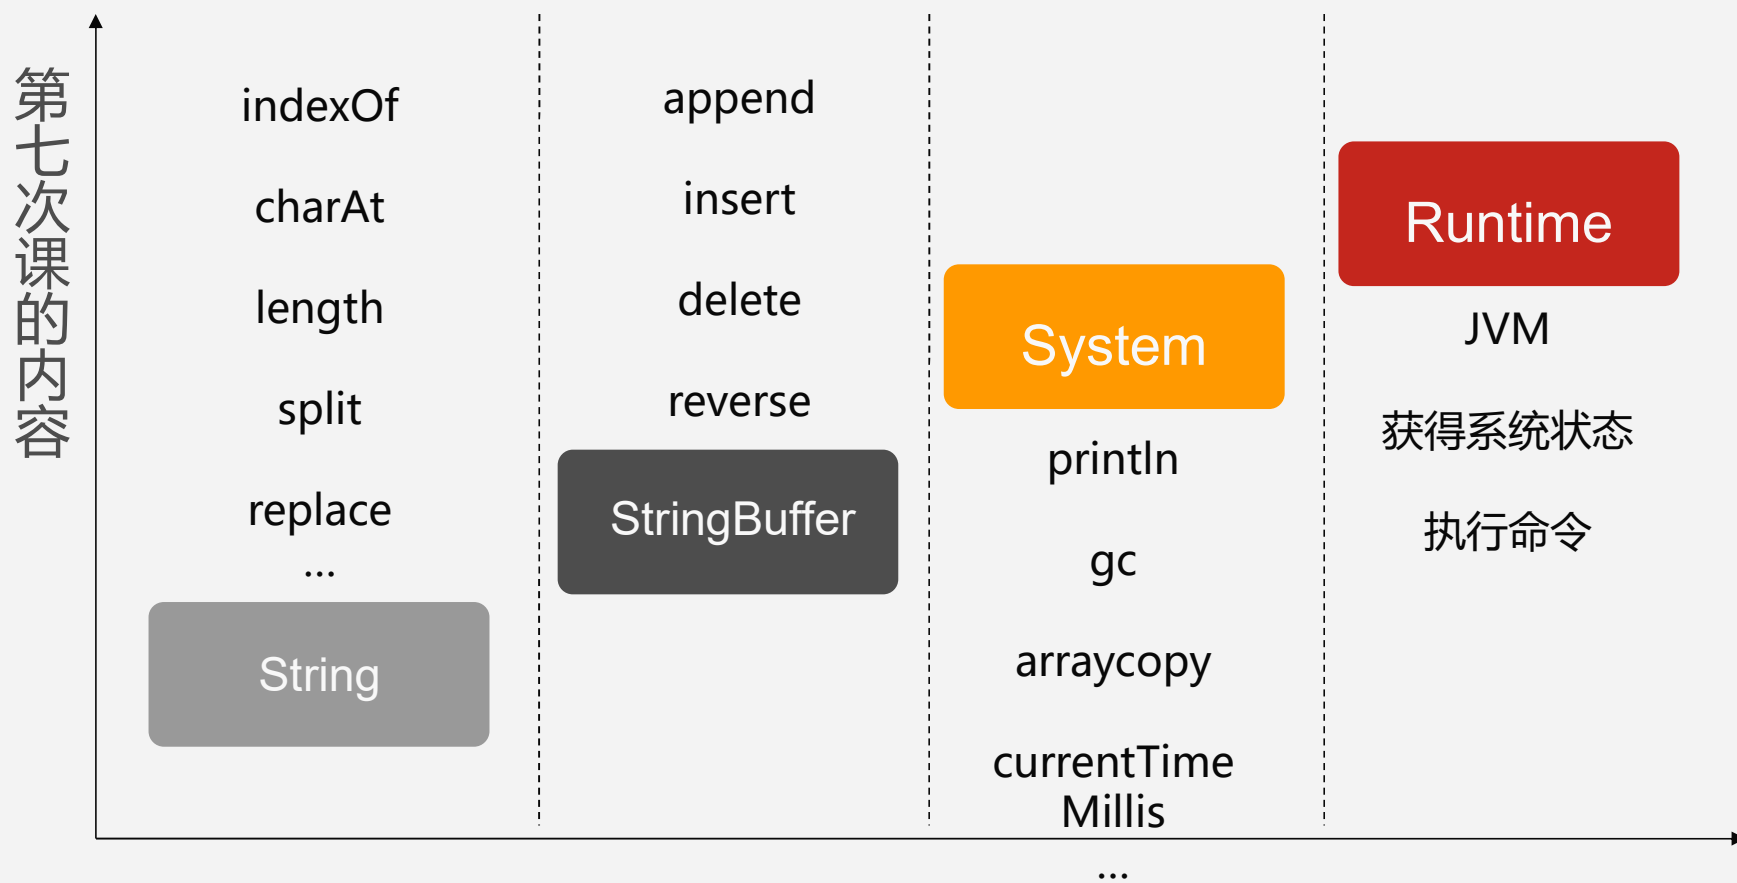 第七次课的内容
indexOf
charAt
length
split
replace
...
String
append
insert
delete
reverse
StringBuffer
System
println
gc
arraycopy
currentTime
Millis
...
Runtime
JVM
获得系统状态
执行命令